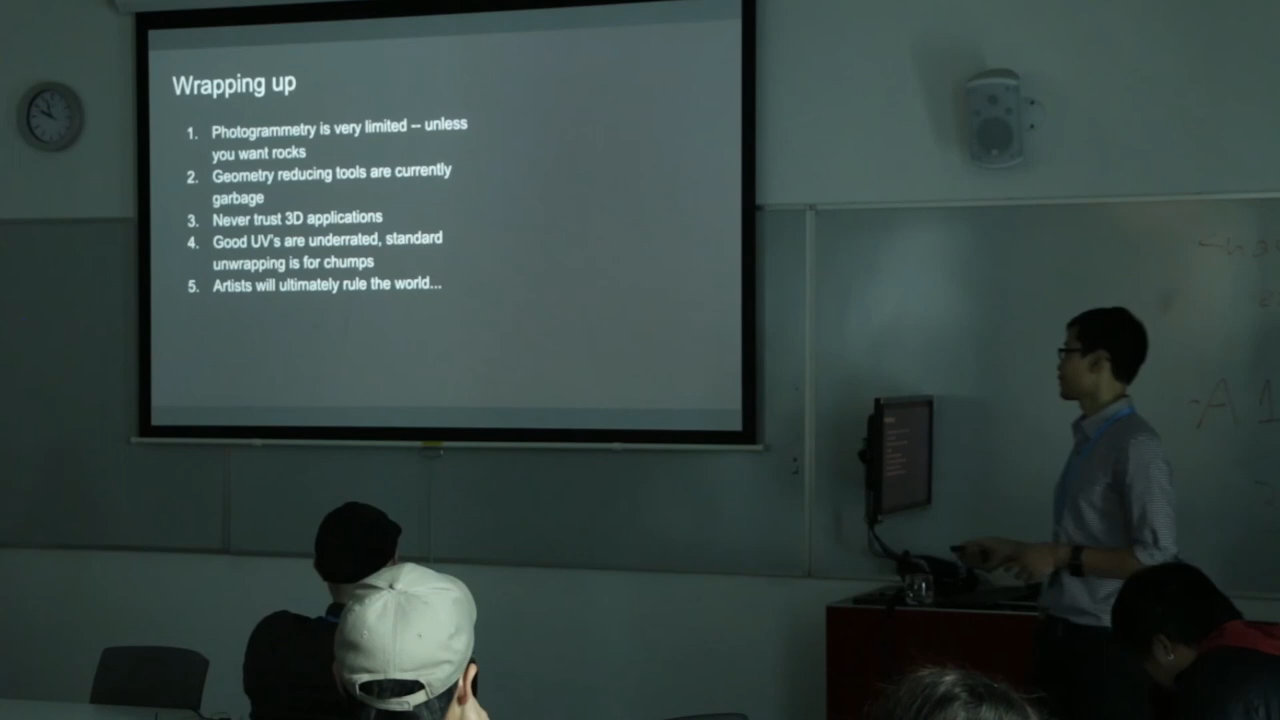 Wrapping up
1. Photogrammetry is very limited -- unless
you want rocks
2. Geometry reducing tools are currently
garbage
3. Never trust 3D applications
4. Good UV's are underrated, standard
unwrapping is for chumps
5. Artists will ultimately rule the world...